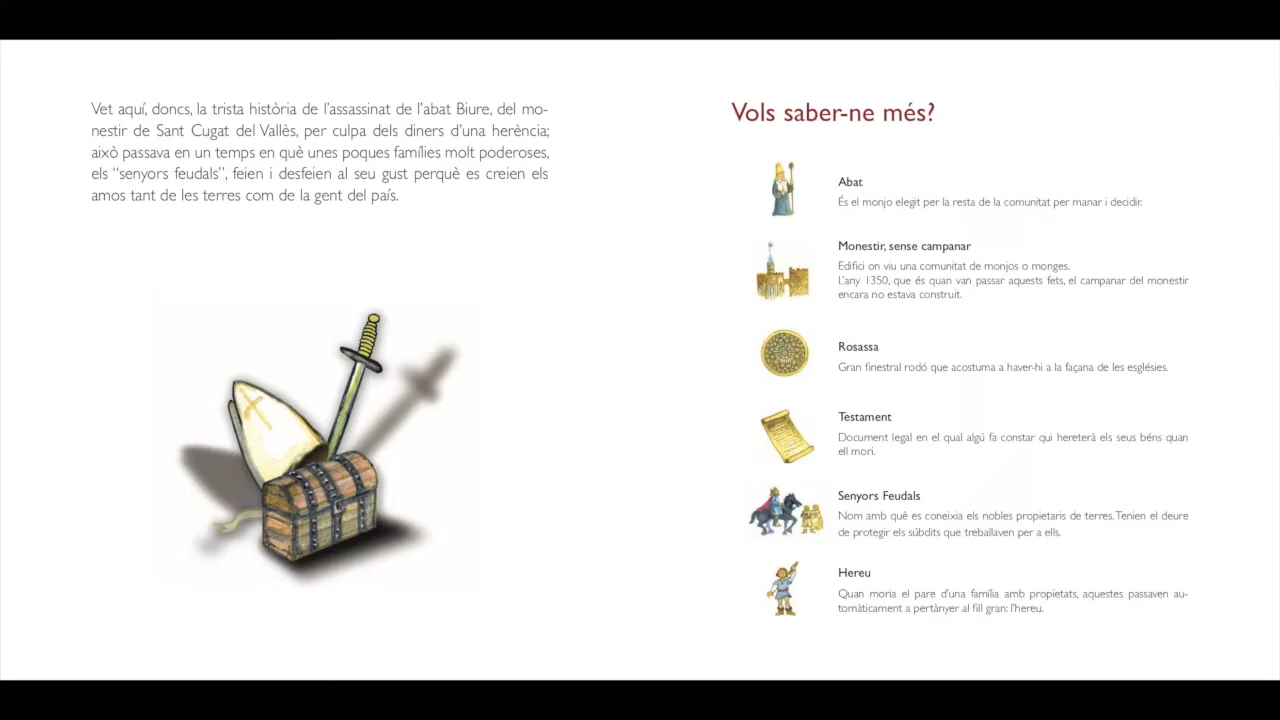 Vet aquí, doncs, la trista història de l'assassinat de l'abat Biure, del mo-
nestir de Sant Cugat del Vallès, per culpa dels diners d'una herència;
això passava en un temps en què unes poques famílies molt poderoses,
els “senyors feudals”, feien i desfeien al seu gust perquè es creien els
amos tant de les terres com de la gent del país.
Vols saber-ne més?
Abat
És el monjo elegit per la resta de la comunitat per manar i decidir.
Monestir, sense campanar
Edifici on viu una comunitat de monjos o monges.
L'any 1350, que és quan van passar aquests fets, el campanar del monestir
encara no estava construit.
Rosassa
Gran finestral rodó que acostuma a haver-hi a la façana de les esglésies.
Testament
Document legal en el qual algú fa constar qui hereterà els seus béns quan
ell mori.
Senyors Feudals
Nom amb què es coneixia els nobles propietaris de terres. Tenien el deure
de protegir els súbdits que treballaven per a ells.
Hereu
Quan moria el pare d'una família amb propietats, aquestes passaven au-
tomàticament a pertànyer al fill gran: l'hereu.